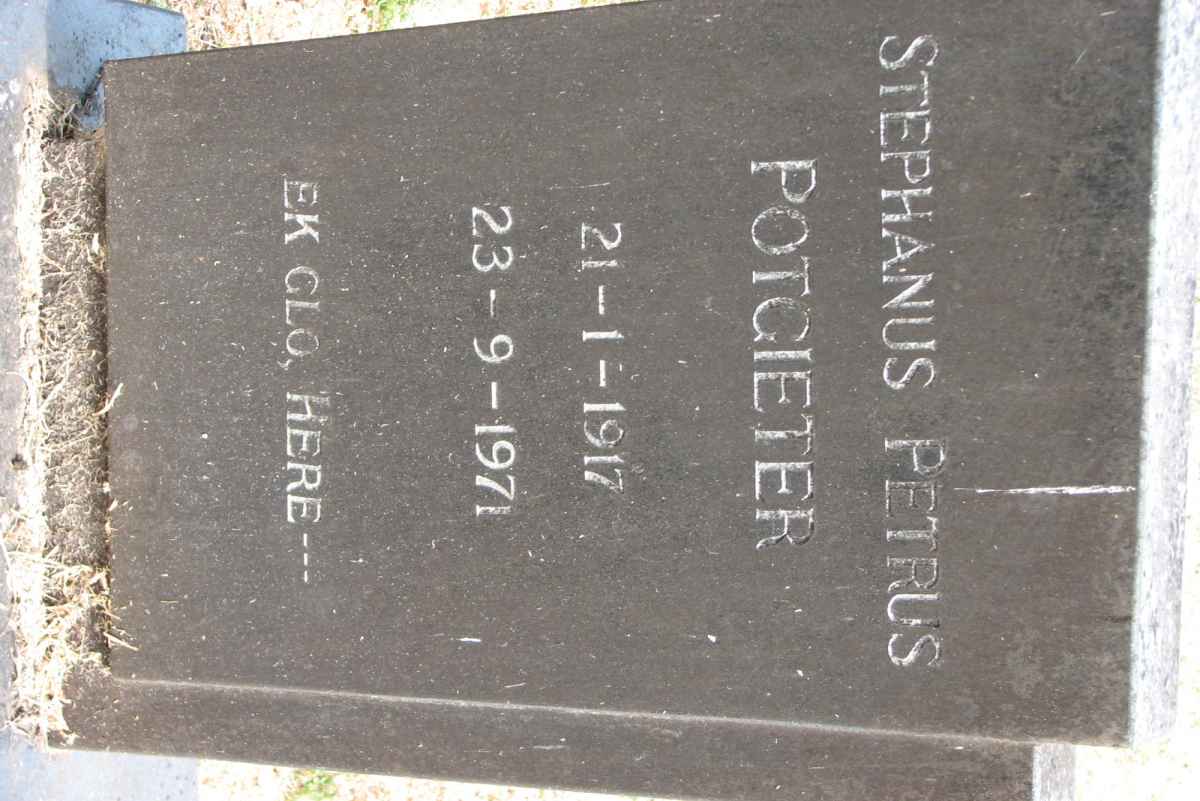 STEPHANUS PETRUS
POTGIETER
21-1-1917
23-9-1971
EK GLO, HERE---